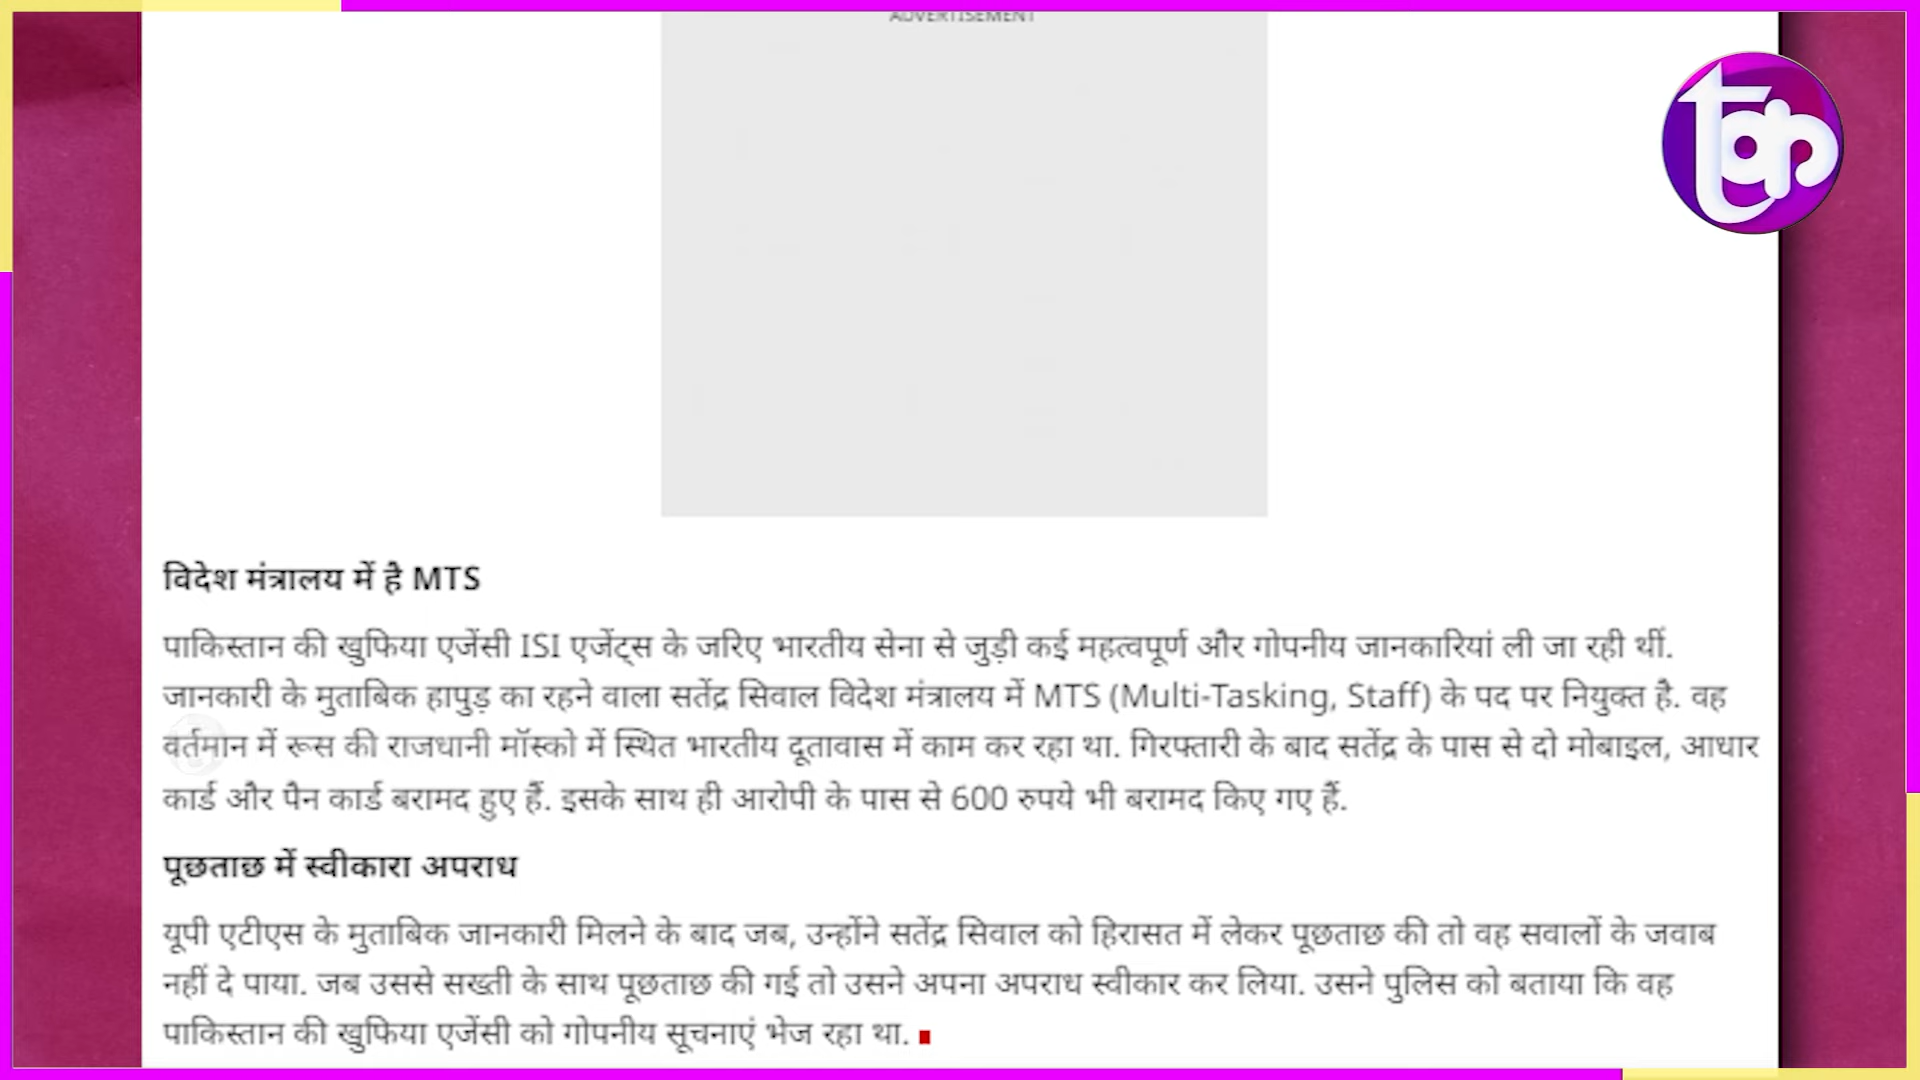 ADVERTISEMENT
top
विदेश मंत्रालय में है MTS
पाकिस्तान की खुफिया एजेंसी ISI एजेंट्स के जरिए भारतीय सेना से जुड़ी कई महत्वपूर्ण और गोपनीय जानकारियां ली जा रही थीं.
जानकारी के मुताबिक हापुड़ का रहने वाला सतेंद्र सिवाल विदेश मंत्रालय में MTS (Multi-Tasking, Staff) के पद पर नियुक्त है. वह
वर्तमान में रूस की राजधानी मॉस्को में स्थित भारतीय दूतावास में काम कर रहा था. गिरफ्तारी के बाद सतेंद्र के पास से दो मोबाइल, आधार
कार्ड और पैन कार्ड बरामद हुए हैं. इसके साथ ही आरोपी के पास से 600 रुपये भी बरामद किए गए हैं.
पूछताछ में स्वीकारा अपराध
यूपी एटीएस के मुताबिक जानकारी मिलने के बाद जब, उन्होंने सतेंद्र सिवाल को हिरासत में लेकर पूछताछ की तो वह सवालों के जवाब
नहीं दे पाया. जब उससे सख्ती के साथ पूछताछ की गई तो उसने अपना अपराध स्वीकार कर लिया. उसने पुलिस को बताया कि वह
पाकिस्तान की खुफिया एजेंसी को गोपनीय सूचनाएं भेज रहा था.